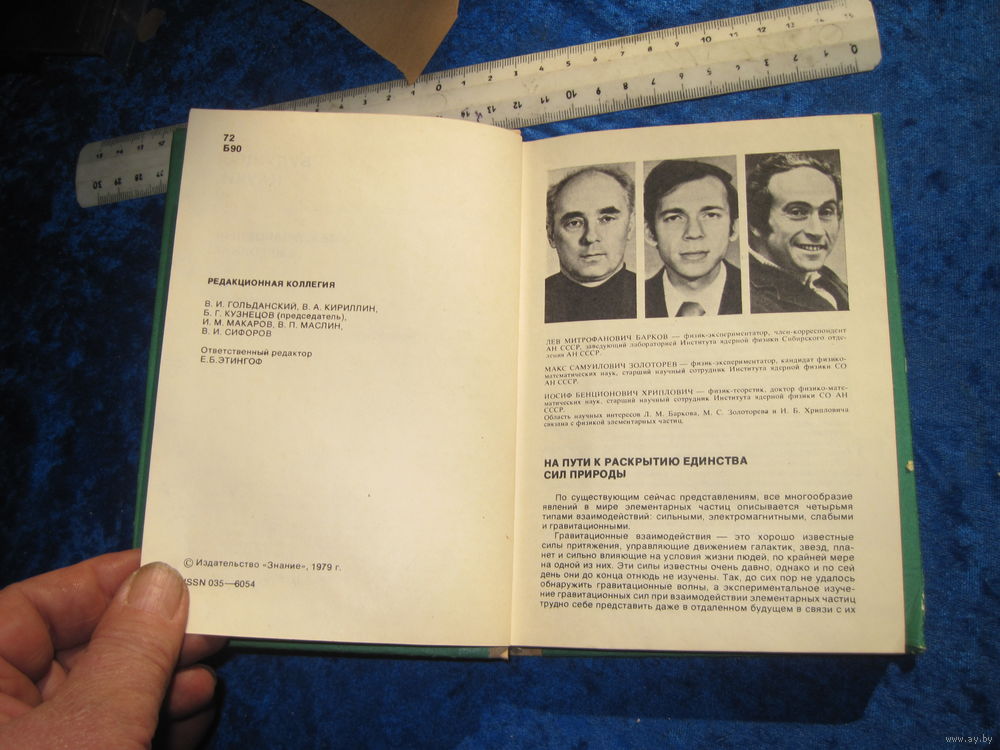 72
Б90
РЕДАКЦИОННАЯ КОЛЛЕГИЯ
В. И. ГОЛЬДАНСКИЙ, В. А. КИРИЛЛИН,
Б. Г. КУЗНЕЦОВ (председатель),
И. М. МАКАРОВ, В. П. МАСЛИН,
В. И. СИФОРОВ
Ответственный редактор
Е.Б.ЭТИНГОФ
© Издательство «Знание», 1979 г.
ISSN 035—6054
ЛЕВ МИТРОФАНОВИЧ БАРКОВ — физик-экспериментатор, член-корреспондент
АН СССР, заведующий лабораторией Института ядерной физики Сибирского отде-
ления АН СССР.
МАКС САМУИЛОВИЧ ЗОЛОТОРЕВ — физик-экспериментатор, кандидат физико-
математических наук, старший научный сотрудник Института ядерной физики СО
АН СССР.
ИОСИФ БЕНЦИОНОВИЧ ХРИПЛОВИЧ — физик-теоретик, доктор физико-мате-
матических наук, старший научный сотрудник Института ядерной физики СО АН
СССР.
Область научных интересов Л. М. Баркова, М. С. Золоторева и И. Б. Хрипловича
связана с физикой элементарных частиц.
НА ПУТИ К РАСКРЫТИЮ ЕДИНСТВА
СИЛ ПРИРОДЫ
По существующим сейчас представлениям, все многообразие
явлений в мире элементарных частиц описывается четырьмя
типами взаимодействий: сильными, электромагнитными, слабыми
и гравитационными.
Гравитационные взаимодействия — это хорошо известные
силы притяжения, управляющие движением галактик, звезд, пла-
нет и сильно влияющие на условия жизни людей, по крайней мере
на одной из них. Эти силы известны очень давно, однако и по сей
день они до конца отнюдь не изучены. Так, до сих пор не удалось
обнаружить гравитационные волны, а экспериментальное изуче-
ние гравитационных сил при взаимодействии элементарных частиц
трудно себе представить даже в отдаленном будущем в связи с их
www.ay.by